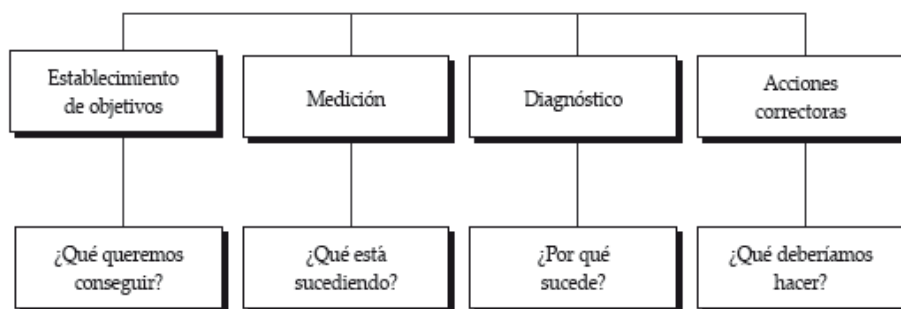 Establecimiento
de objetivos
Medición
Diagnóstico
Acciones
correctoras
¿Qué queremos
conseguir?
¿Qué está
sucediendo?
¿Por qué
sucede?
¿Qué deberíamos
hacer?